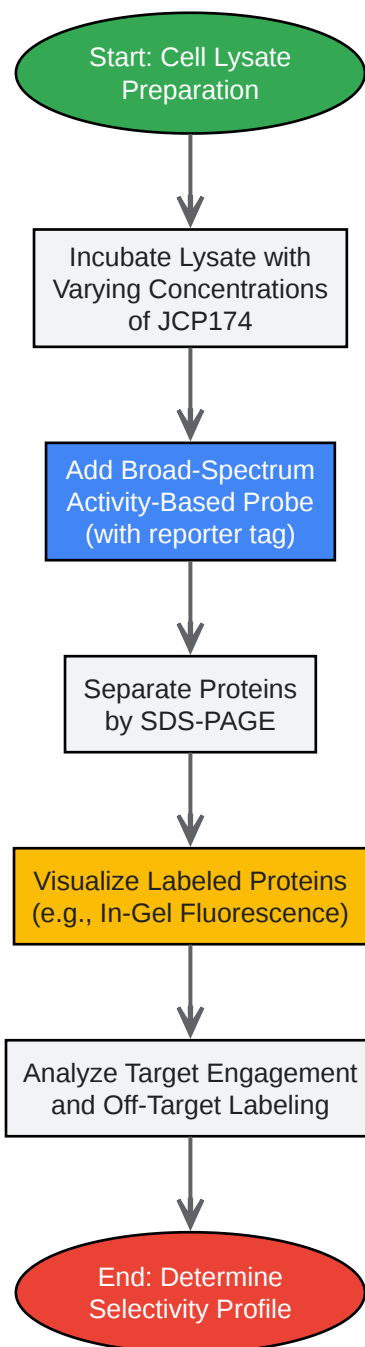 Start: Cell Lysate
Preparation
Incubate Lysate with
Varying Concentrations
of JCP174
Add Broad-Spectrum
Activity-Based Probe
(with reporter tag)
Separate Proteins
by SDS-PAGE
Visualize Labeled Proteins
(e.g., In-Gel Fluorescence)
Analyze Target Engagement
and Off-Target Labeling
End: Determine
Selectivity Profile